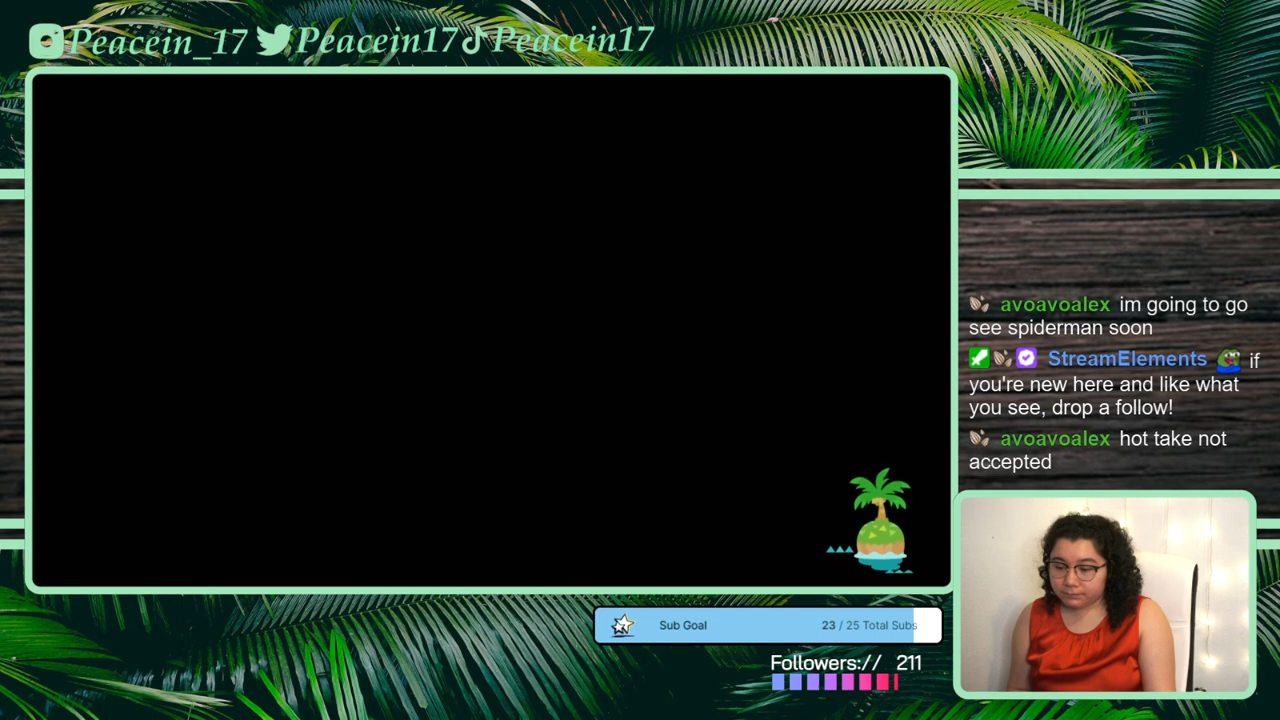 Peacein_17 Peacein17 Peacein17
avoavoalex im going to go
see spiderman soon
StreamElements if
you're new here and like what
you see, drop a follow!
avoavoalex hot take not
accepted
Sub Goal 23 / 25 Total Subs
Followers:// 211